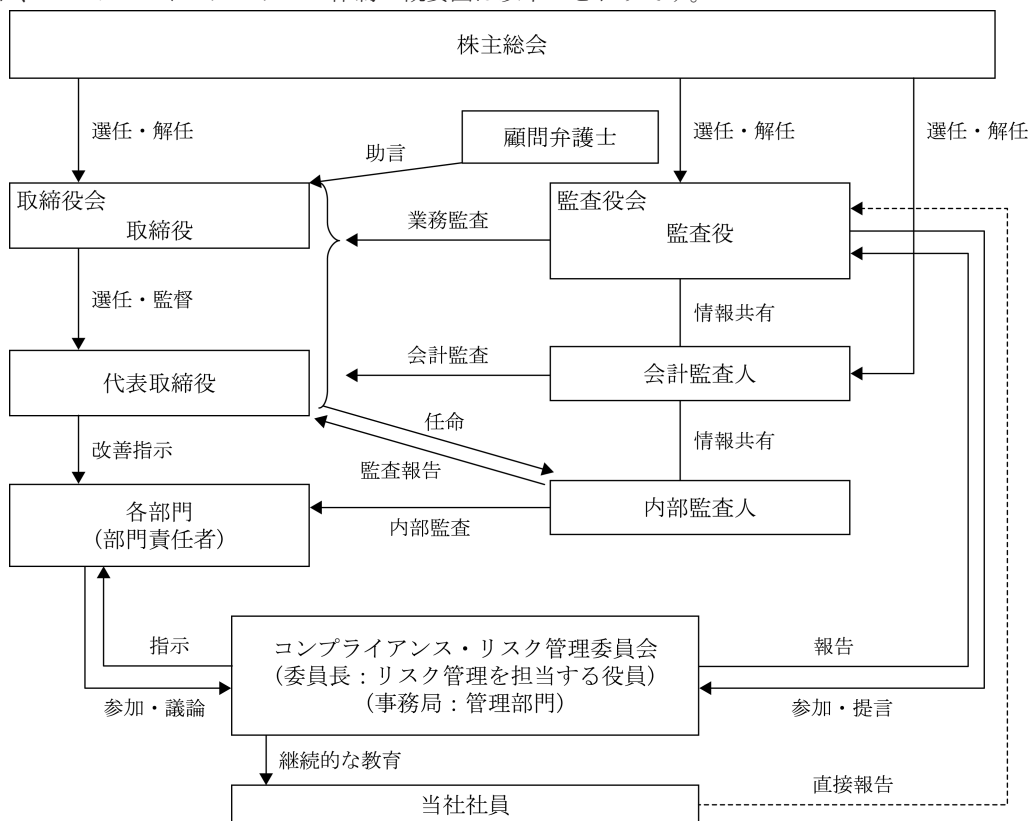 株主総会
選任・解任
選任・解任
選任・解任
顧問弁護士
助言
取締役会
取締役
監査役会
監査役
業務監査
選任・監督
情報共有
代表取締役
会計監査
会計監査人
任命
情報共有
改善指示
監査報告
各部門
(部門責任者)
内部監査
内部監査人
コンプライアンス・リスク管理委員会
(委員長:リスク管理を担当する役員)
(事務局:管理部門)
指示
報告
参加・議論
参加・提言
継続的な教育
直接報告
当社社員